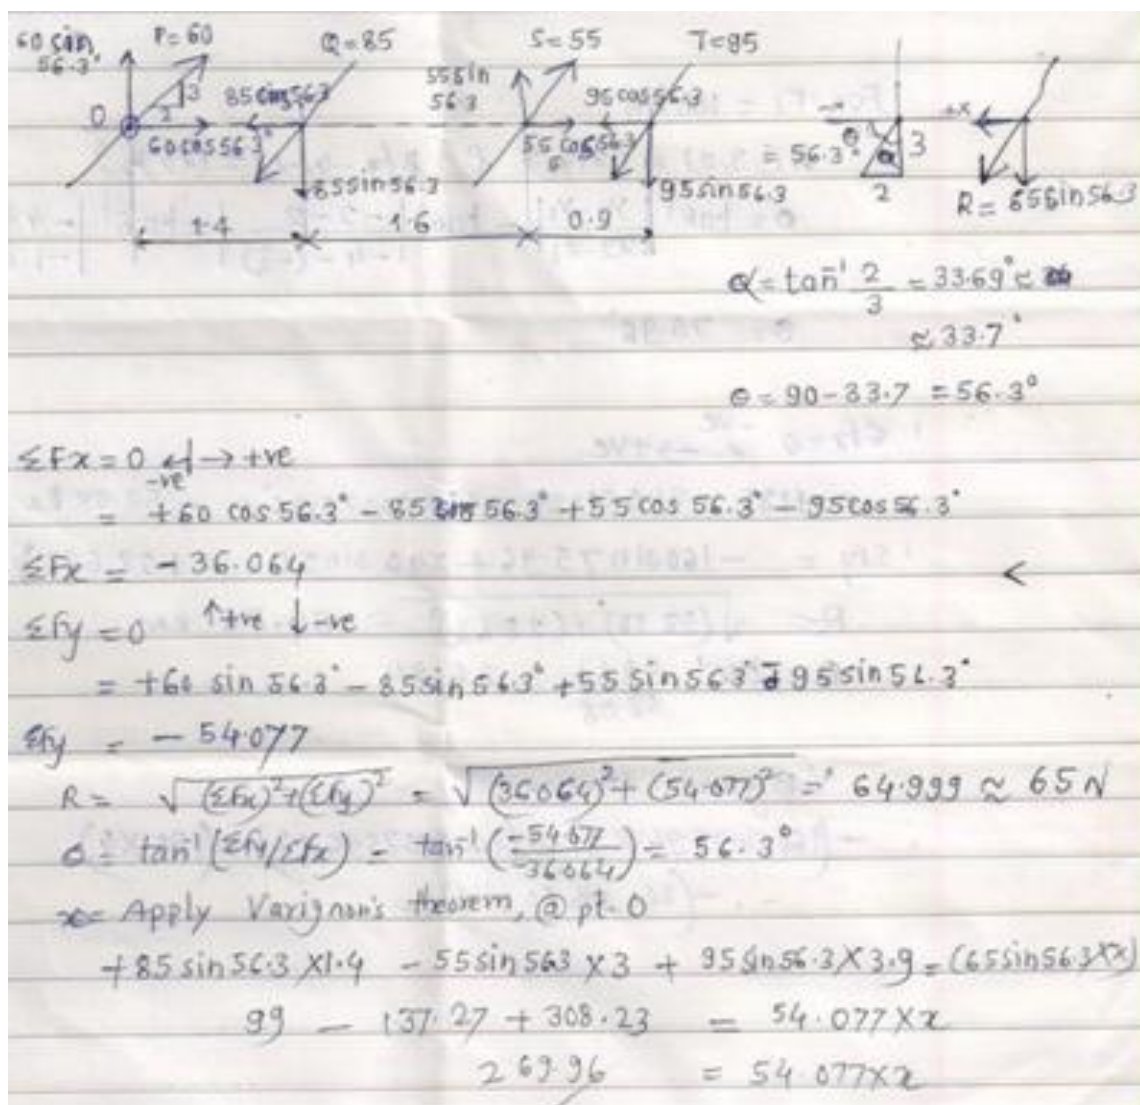 60 sin 56.3° P=60 Q=85 S=55 T=95
3
2
O
85 cos 56.3
55 sin 56.3
95 cos 56.3
60 cos 56.3
55 cos 56.3
θ
= 56.3°
α
3
2
+x
85 sin 56.3
95 sin 56.3
R = 65 sin 56.3
1.4 1.6 0.9
α = tan⁻¹ 2/3 = 33.69° ≈
≈ 33.7°
θ = 90 - 33.7 = 56.3°
ΣFx = 0 -ve ←|→ +ve
= +60 cos 56.3° - 85 56.3° + 55 cos 56.3° - 95 cos 56.3°
ΣFx = -36.064
<
Σfy = 0 ↑+ve ↓-ve
= +60 sin 56.3° - 85 sin 56.3° + 55 sin 56.3° - 95 sin 56.3°
Σfy = - 54.077
R = √(Σfx)²+(Σfy)² = √(36.064)²+(54.077)² = 64.999 ≈ 65 N
θ = tan⁻¹(Σfy/Σfx) = tan⁻¹(-54.077/-36.064) = 56.3°
Apply Varignon's theorem, @ pt. O
+85 sin 56.3 X1.4 - 55 sin 56.3 X 3 + 95 sin 56.3 X 3.9 = (65 sin 56.3 X x)
99 - 137.27 + 308.23 = 54.077 X x
269.96 = 54.077 X x